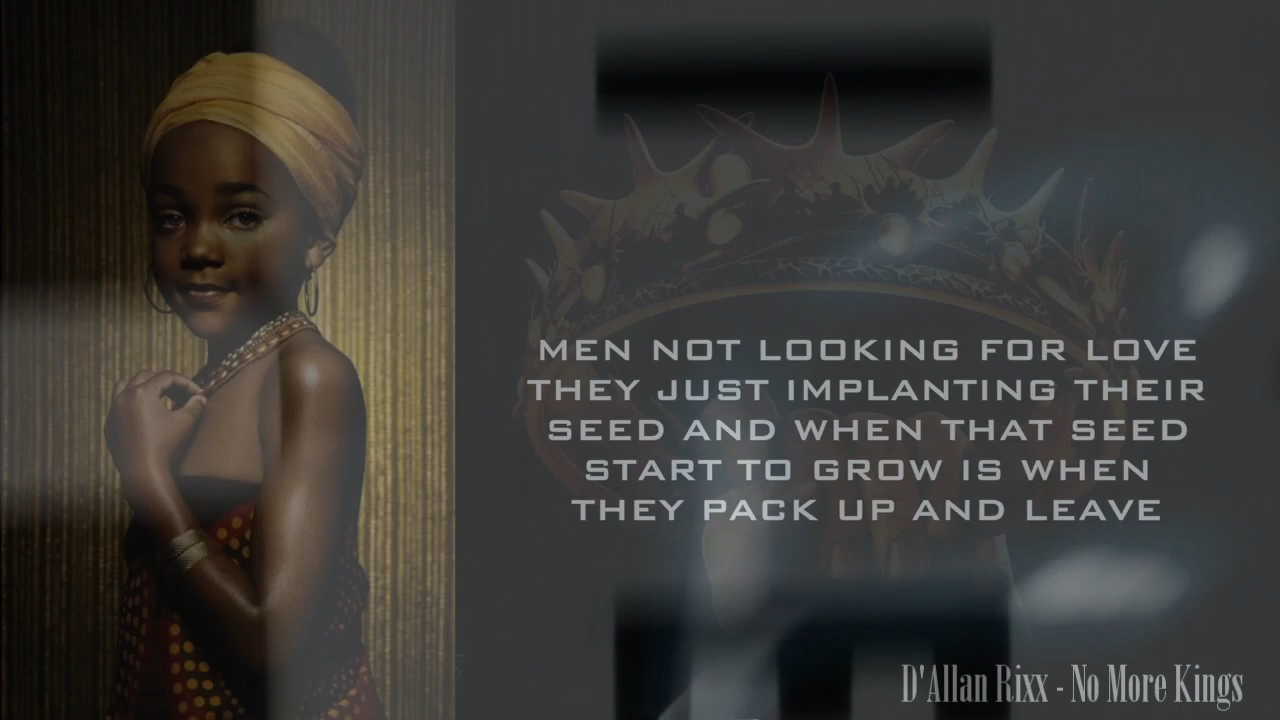 MEN NOT LOOKING FOR LOVE
THEY JUST IMPLANTING THEIR
SEED AND WHEN THAT SEED
START TO GROW IS WHEN
THEY PACK UP AND LEAVE
D'Allan Rixx - No More Kings